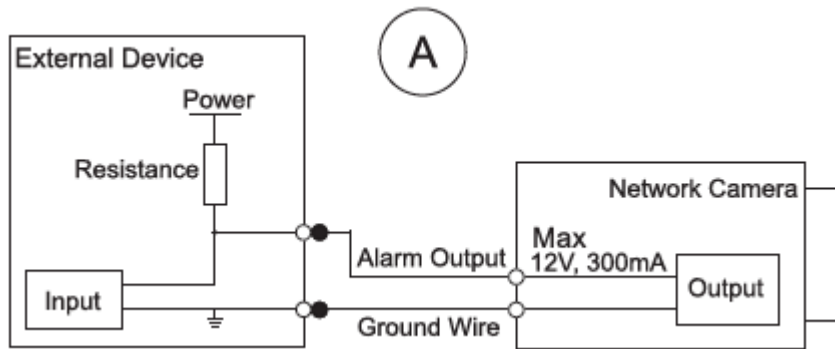 A
External Device
Power
Resistance
Network Camera
Max
12V, 300mA
Alarm Output
Input
Output
Ground Wire